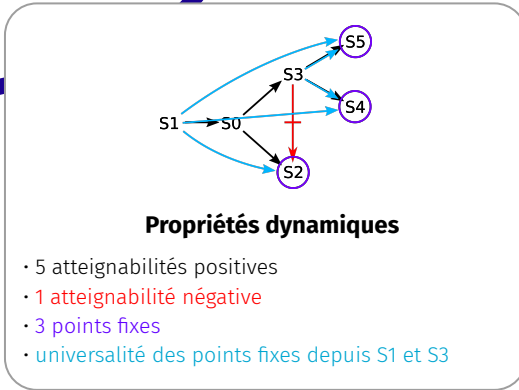 S5
S3
S4
S1 S0
S2
Propriétés dynamiques
· 5 atteignabilités positives
· 1 atteignabilité négative
· 3 points fixes
· universalité des points fixes depuis S1 et S3